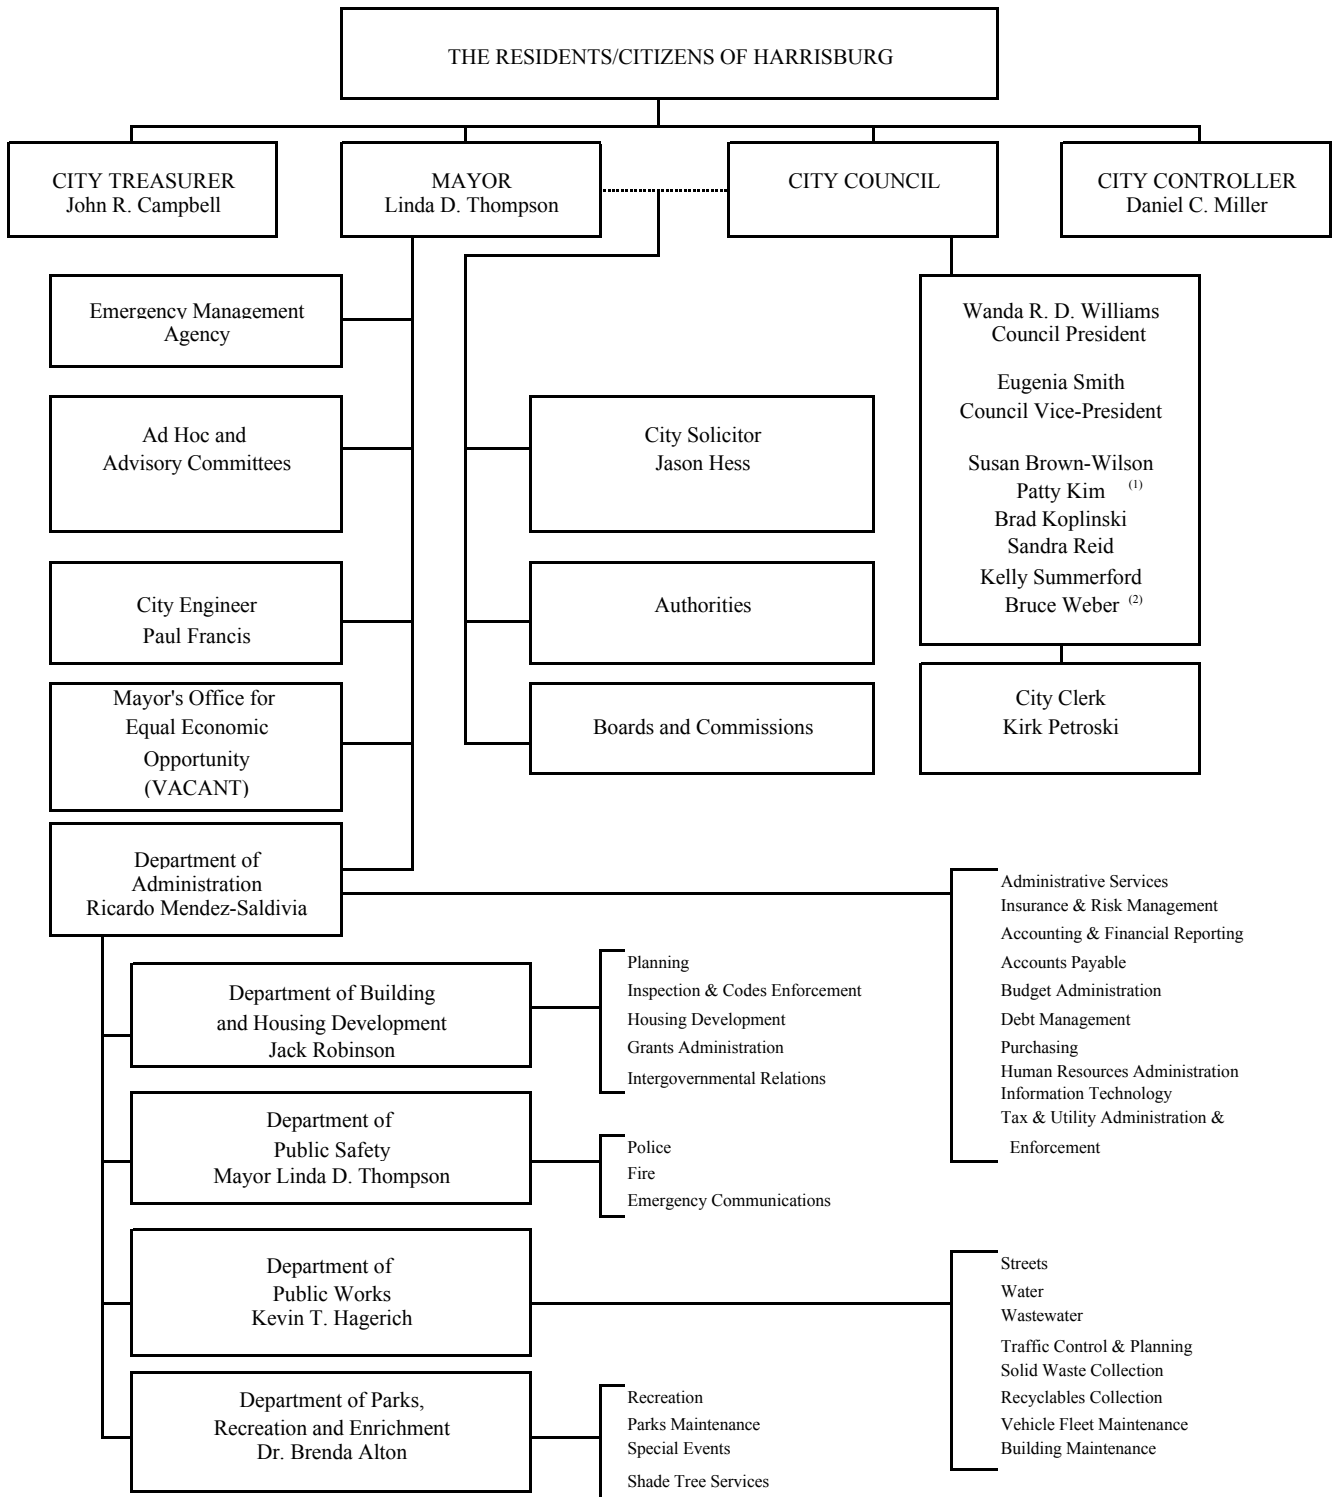 THE RESIDENTS/CITIZENS OF HARRISBURG
CITY TREASURER
John R. Campbell
MAYOR
Linda D. Thompson
CITY COUNCIL
CITY CONTROLLER
Daniel C. Miller
Emergency Management
Agency
Ad Hoc and
Advisory Committees
City Engineer
Paul Francis
Mayor's Office for
Equal Economic
Opportunity
(VACANT)
City Solicitor
Jason Hess
Authorities
Boards and Commissions
Wanda R. D. Williams
Council President
Eugenia Smith
Council Vice-President
Susan Brown-Wilson
Patty Kim (1)
Brad Koplinski
Sandra Reid
Kelly Summerford
Bruce Weber (2)
City Clerk
Kirk Petroski
Department of
Administration
Ricardo Mendez-Saldivia
Administrative Services
Insurance & Risk Management
Accounting & Financial Reporting
Accounts Payable
Budget Administration
Debt Management
Purchasing
Human Resources Administration
Information Technology
Tax & Utility Administration &
Enforcement
Department of Building
and Housing Development
Jack Robinson
Planning
Inspection & Codes Enforcement
Housing Development
Grants Administration
Intergovernmental Relations
Department of
Public Safety
Mayor Linda D. Thompson
Police
Fire
Emergency Communications
Department of
Public Works
Kevin T. Hagerich
Streets
Water
Wastewater
Traffic Control & Planning
Solid Waste Collection
Recyclables Collection
Vehicle Fleet Maintenance
Building Maintenance
Department of Parks,
Recreation and Enrichment
Dr. Brenda Alton
Recreation
Parks Maintenance
Special Events
Shade Tree Services